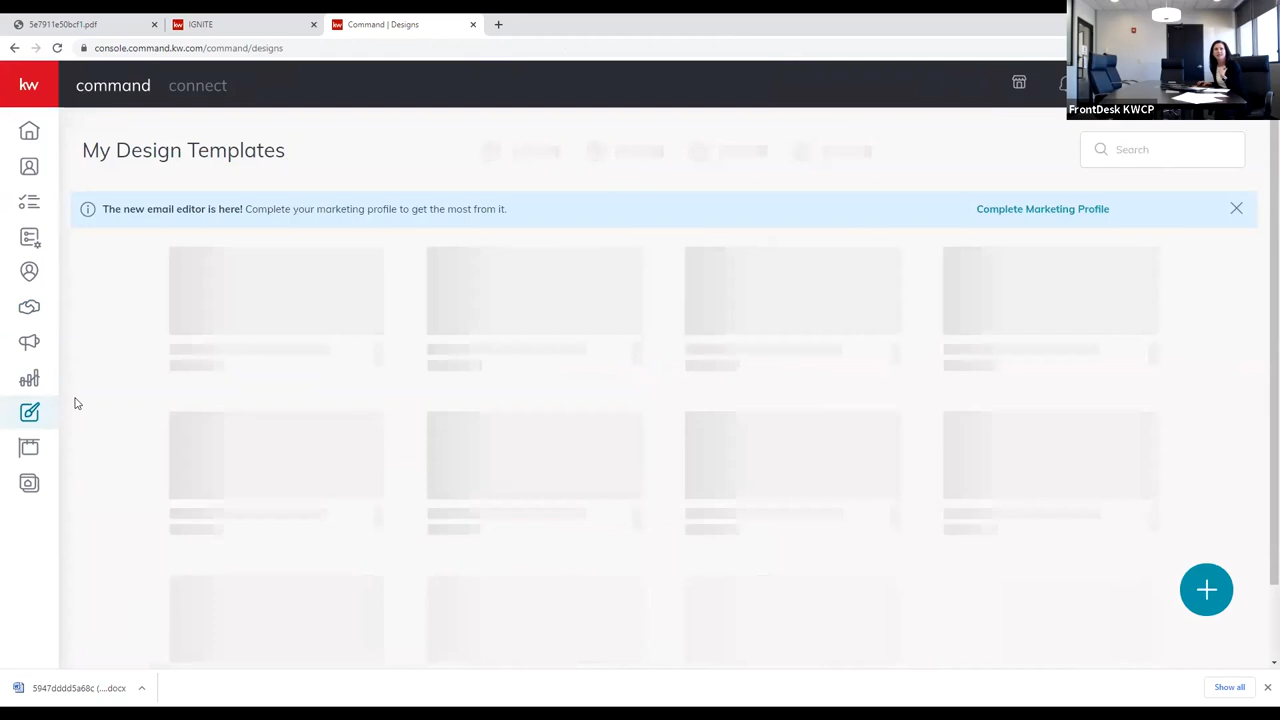 5e7911e50bcf1.pdf
kw IGNITE
kw Command | Designs
console.command.kw.com/command/designs
kw command connect
FrontDesk KWCP
My Design Templates
Search
The new email editor is here! Complete your marketing profile to get the most from it.
Complete Marketing Profile
5947dddd5a68c (....docx
Show all